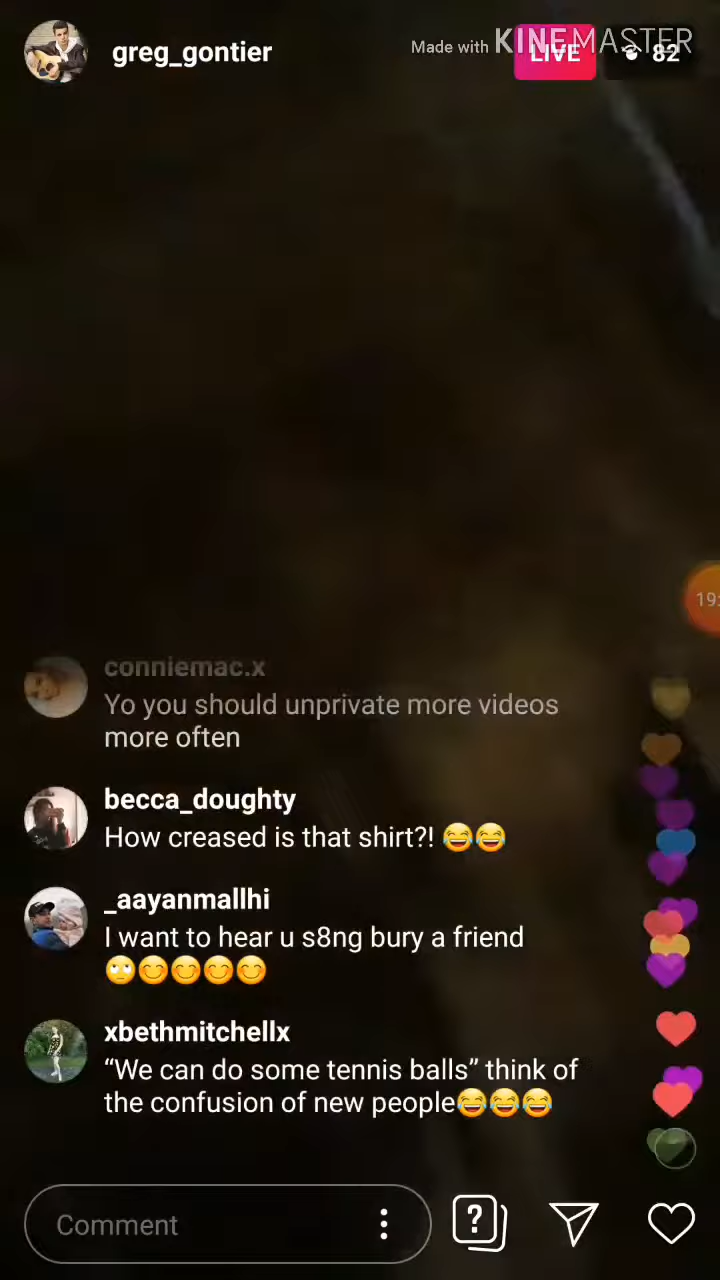 greg_gontier
Made with KINEMASTER
LIVE 82
19:
conniemac.x
Yo you should unprivate more videos
more often
becca_doughty
How creased is that shirt?! 😂😂
_aayanmallhi
I want to hear u s8ng bury a friend
🙄😊😊😊😊
xbethmitchellx
“We can do some tennis balls” think of
the confusion of new people😂😂😂
Comment
?